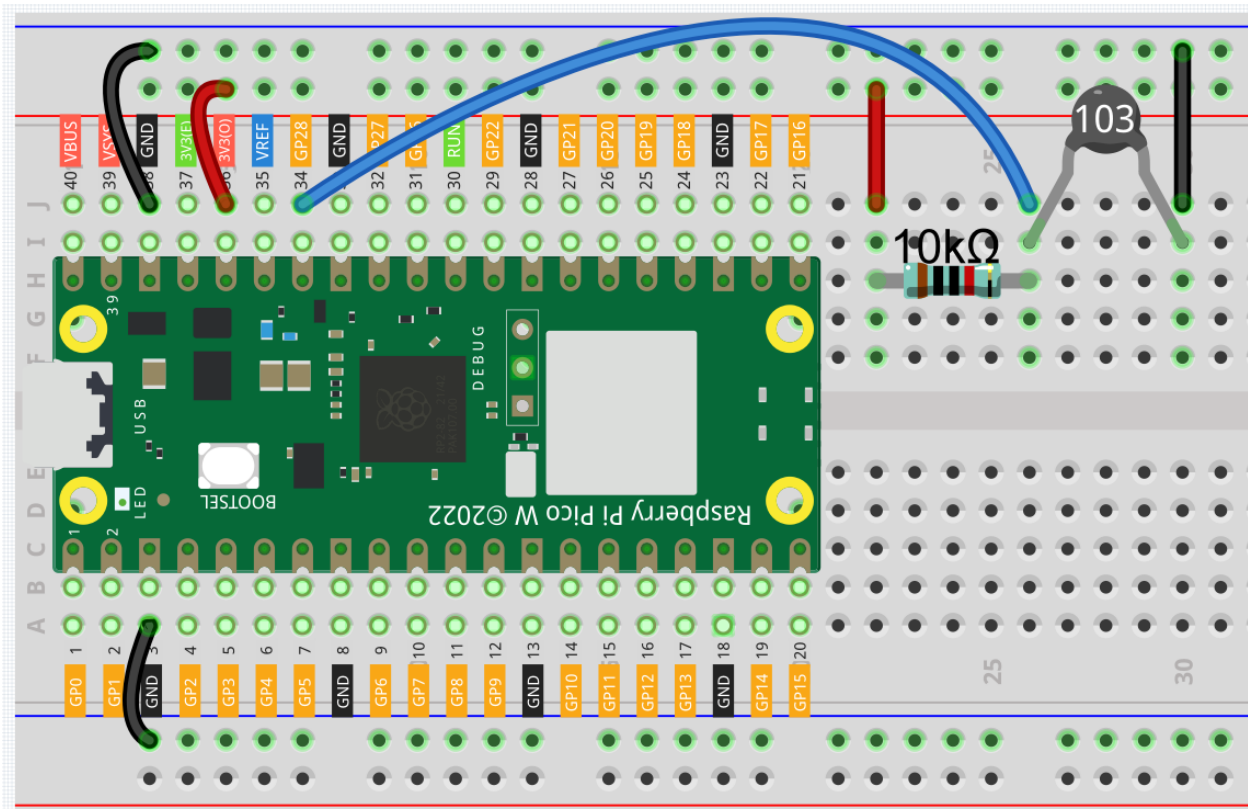 VBUS VSYS GND 3V3(E) 3V3(O) VREF GP28 GND GP27 GP26 RUN GP22 GND GP21 GP20 GP19 GP18 GND GP17 GP16
103
40 39 38 37 36 35 34 32 31 30 29 28 27 26 25 24 23 22 21
25
J
I
10kΩ
H
39
G
DEBUG
F
USB
E
BOOTSEL
LED
D
Raspberry Pi Pico W ©2022
1 2
C
B
A
1 2 3 4 5 6 7 8 9 10 11 12 13 14 15 16 17 18 19 20
25 30
GP0 GP1 GND GP2 GP3 GP4 GP5 GND GP6 GP7 GP8 GP9 GND GP10 GP11 GP12 GP13 GND GP14 GP15